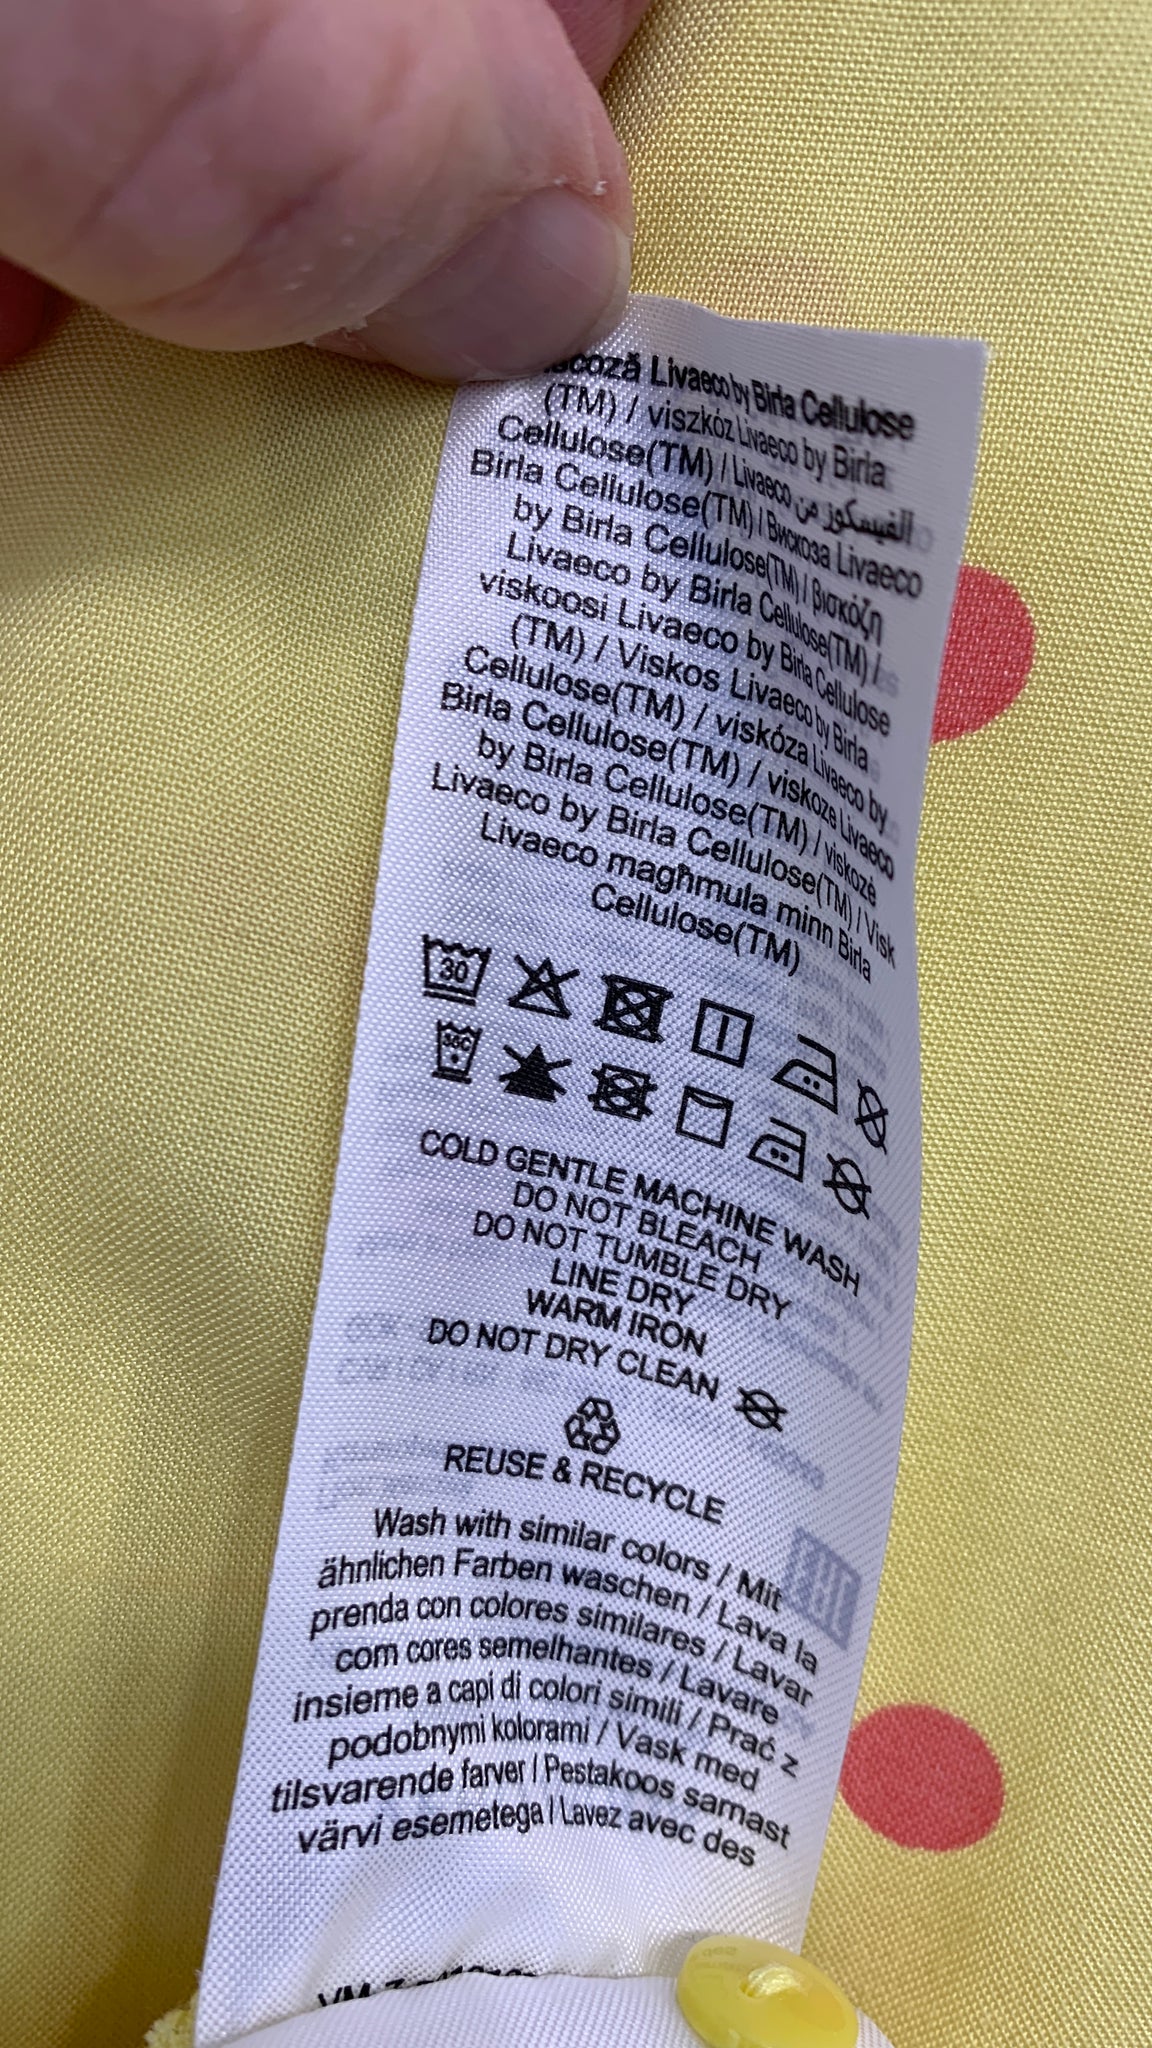 Livaeco by Birla Cellulose
(TM) / viszkóz Livaeco by Birla
Cellulose(TM) / Livaeco الفيسكوز من
Birla Cellulose(TM) / Вискоза Livaeco
by Birla Cellulose(TM) / βισκόζη
Livaeco by Birla Cellulose(TM) /
viskoosi Livaeco by Birla Cellulose
(TM) / Viskos Livaeco by Birla
Cellulose(TM) / viskóza Livaeco by
Birla Cellulose(TM) / viskoze Livaeco
by Birla Cellulose(TM) / viskozė
Livaeco by Birla Cellulose(TM) / Visk
Livaeco magħmula minn Birla
Cellulose(TM)
30
COLD GENTLE MACHINE WASH
DO NOT BLEACH
DO NOT TUMBLE DRY
LINE DRY
WARM IRON
DO NOT DRY CLEAN
REUSE & RECYCLE
Wash with similar colors / Mit
ähnlichen Farben waschen / Lava la
prenda con colores similares / Lavar
com cores semelhantes / Lavare
insieme a capi di colori simili / Prać z
podobnymi kolorami / Vask med
tilsvarende farver / Pestakoos samast
värvi esemetega / Lavez avec des